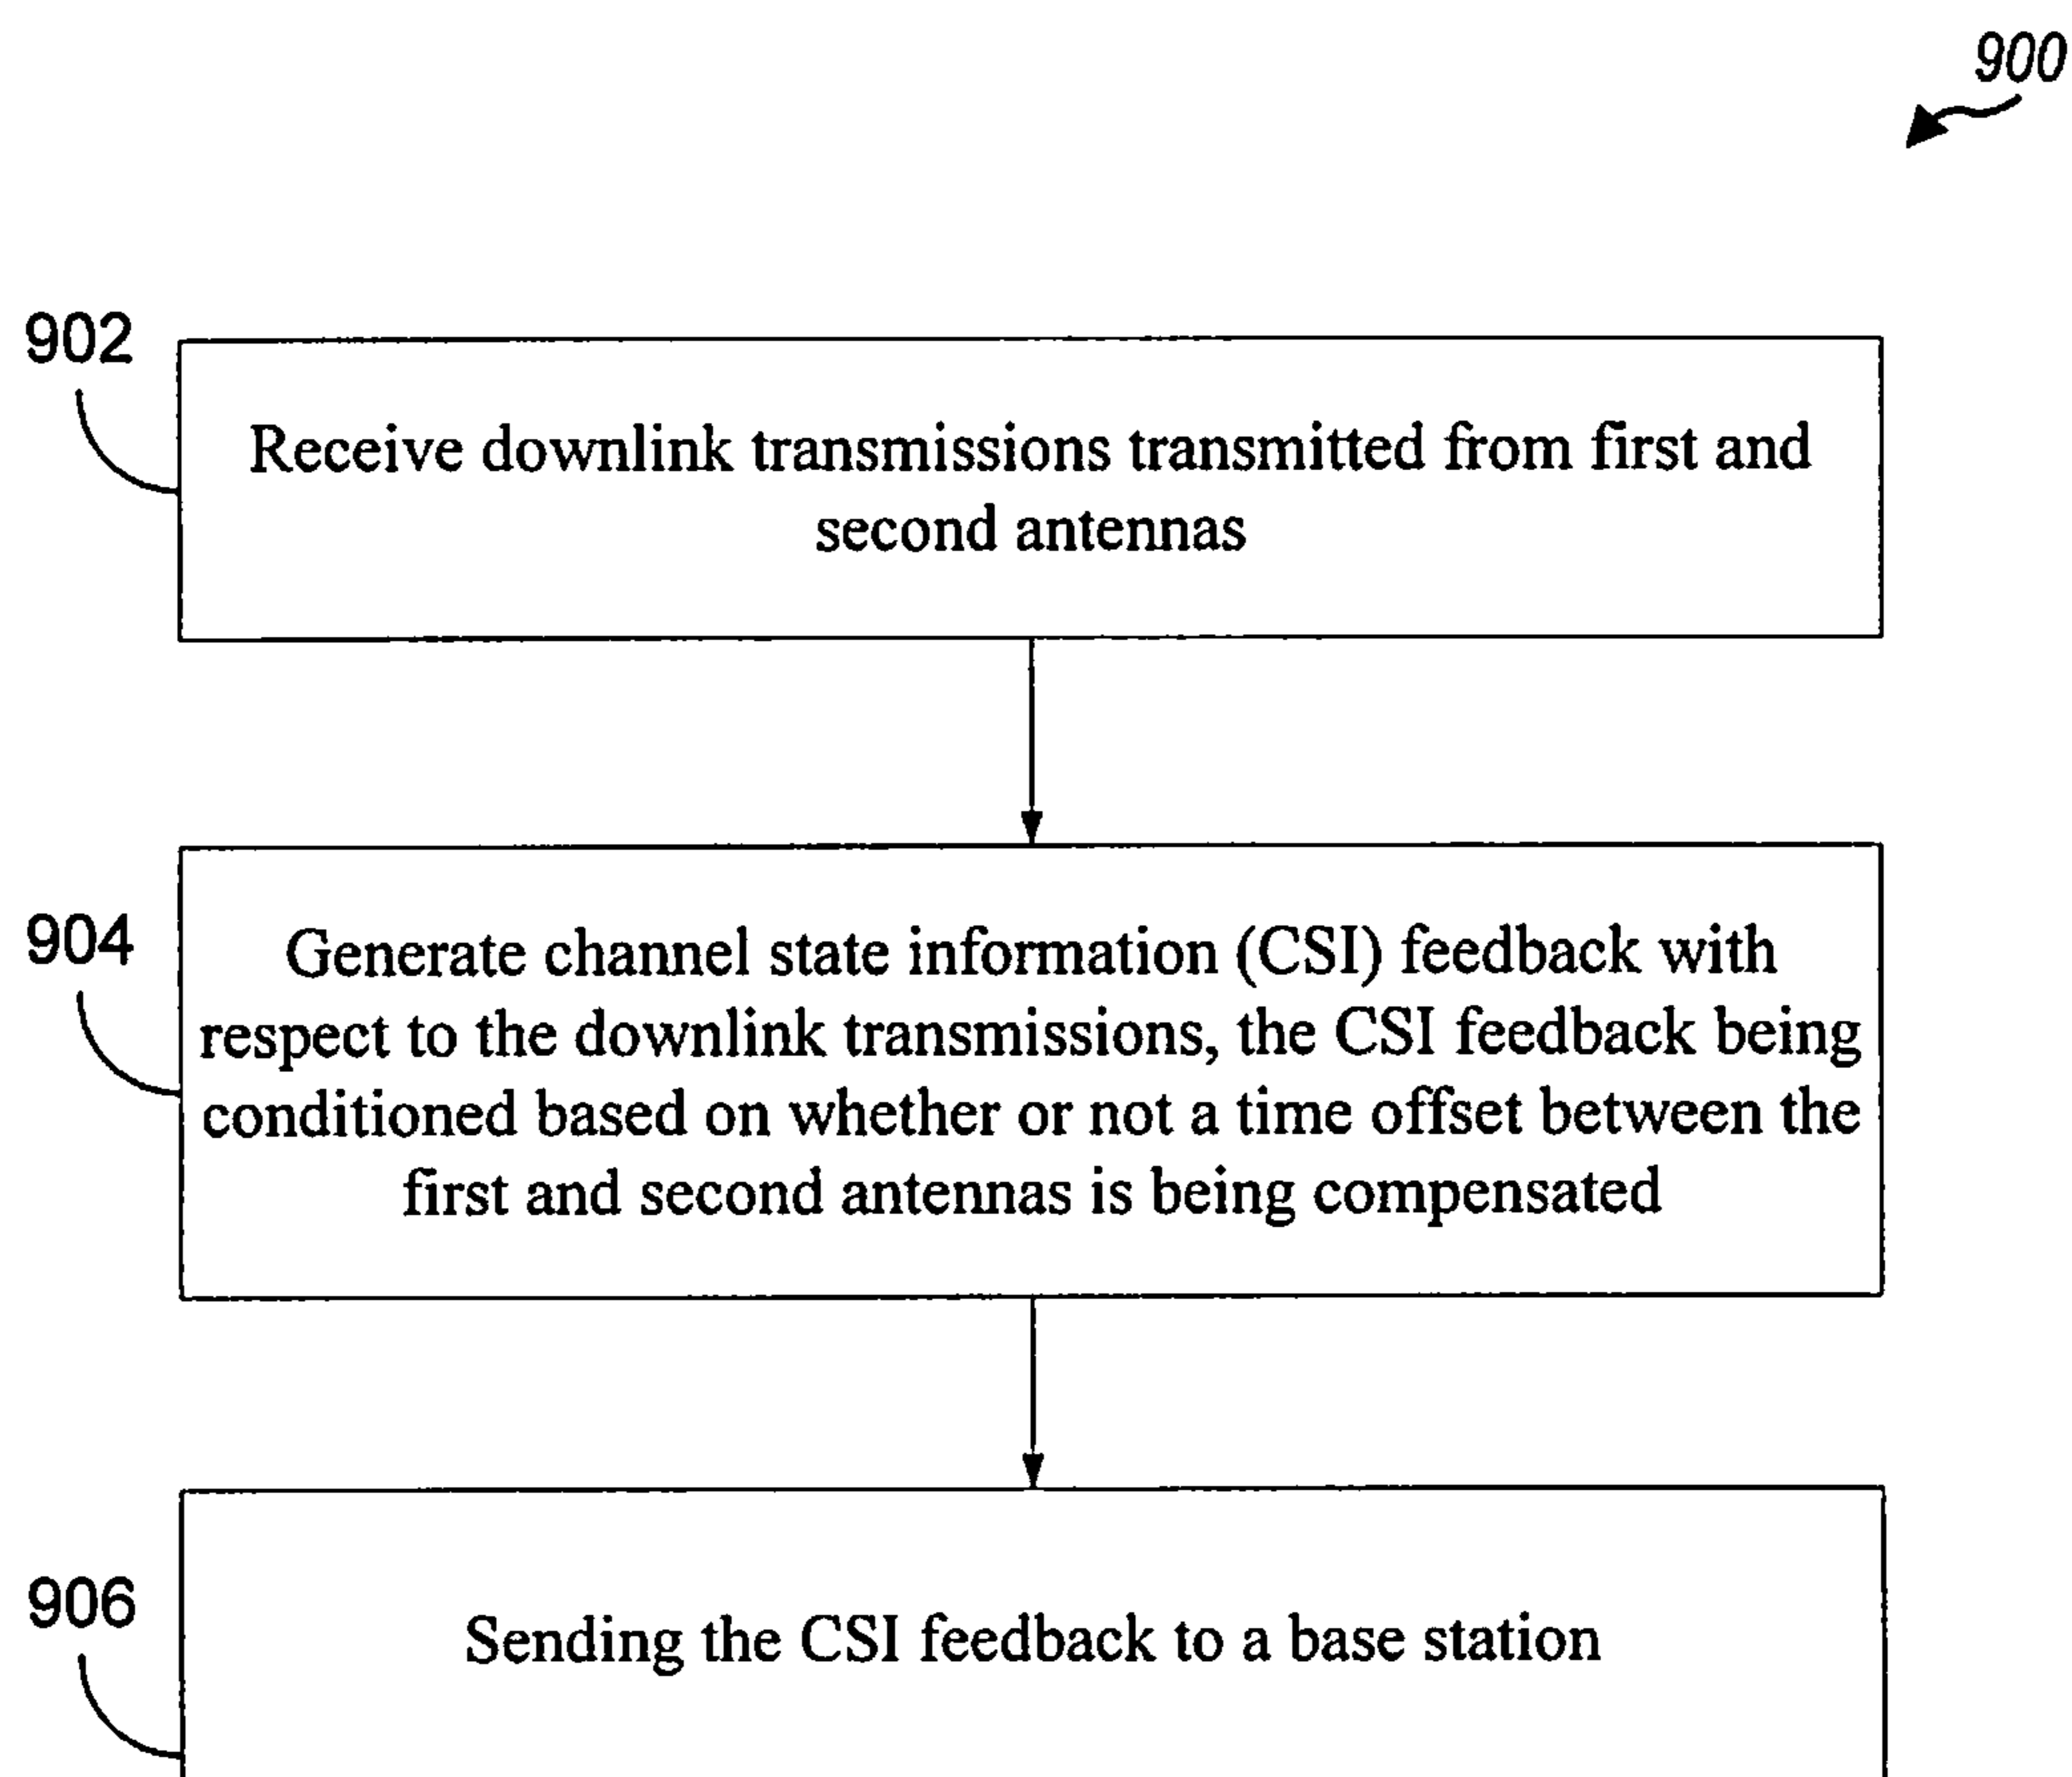 900
902
Receive downlink transmissions transmitted from first and
second antennas
904
Generate channel state information (CSI) feedback with
respect to the downlink transmissions, the CSI feedback being
conditioned based on whether or not a time offset between the
first and second antennas is being compensated
906
Sending the CSI feedback to a base station